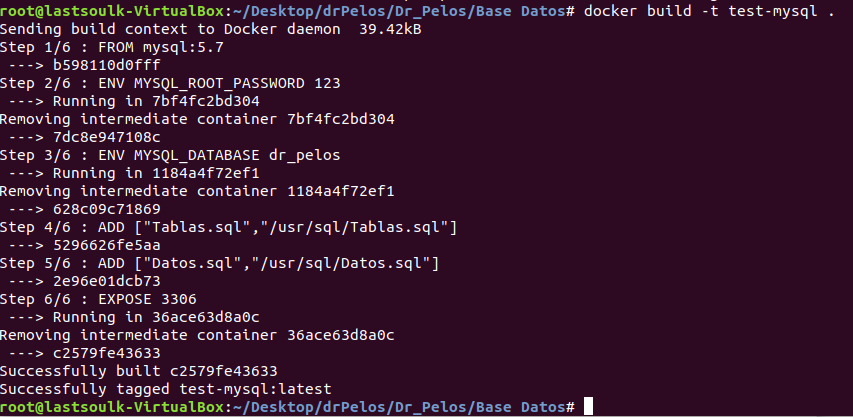 root@lastsoulk-VirtualBox:~/Desktop/drPelos/Dr_Pelos/Base Datos# docker build -t test-mysql .
Sending build context to Docker daemon  39.42kB
Step 1/6 : FROM mysql:5.7
 ---> b598110d0fff
Step 2/6 : ENV MYSQL_ROOT_PASSWORD 123
 ---> Running in 7bf4fc2bd304
Removing intermediate container 7bf4fc2bd304
 ---> 7dc8e947108c
Step 3/6 : ENV MYSQL_DATABASE dr_pelos
 ---> Running in 1184a4f72ef1
Removing intermediate container 1184a4f72ef1
 ---> 628c09c71869
Step 4/6 : ADD ["Tablas.sql","/usr/sql/Tablas.sql"]
 ---> 5296626fe5aa
Step 5/6 : ADD ["Datos.sql","/usr/sql/Datos.sql"]
 ---> 2e96e01dcb73
Step 6/6 : EXPOSE 3306
 ---> Running in 36ace63d8a0c
Removing intermediate container 36ace63d8a0c
 ---> c2579fe43633
Successfully built c2579fe43633
Successfully tagged test-mysql:latest
root@lastsoulk-VirtualBox:~/Desktop/drPelos/Dr_Pelos/Base Datos#